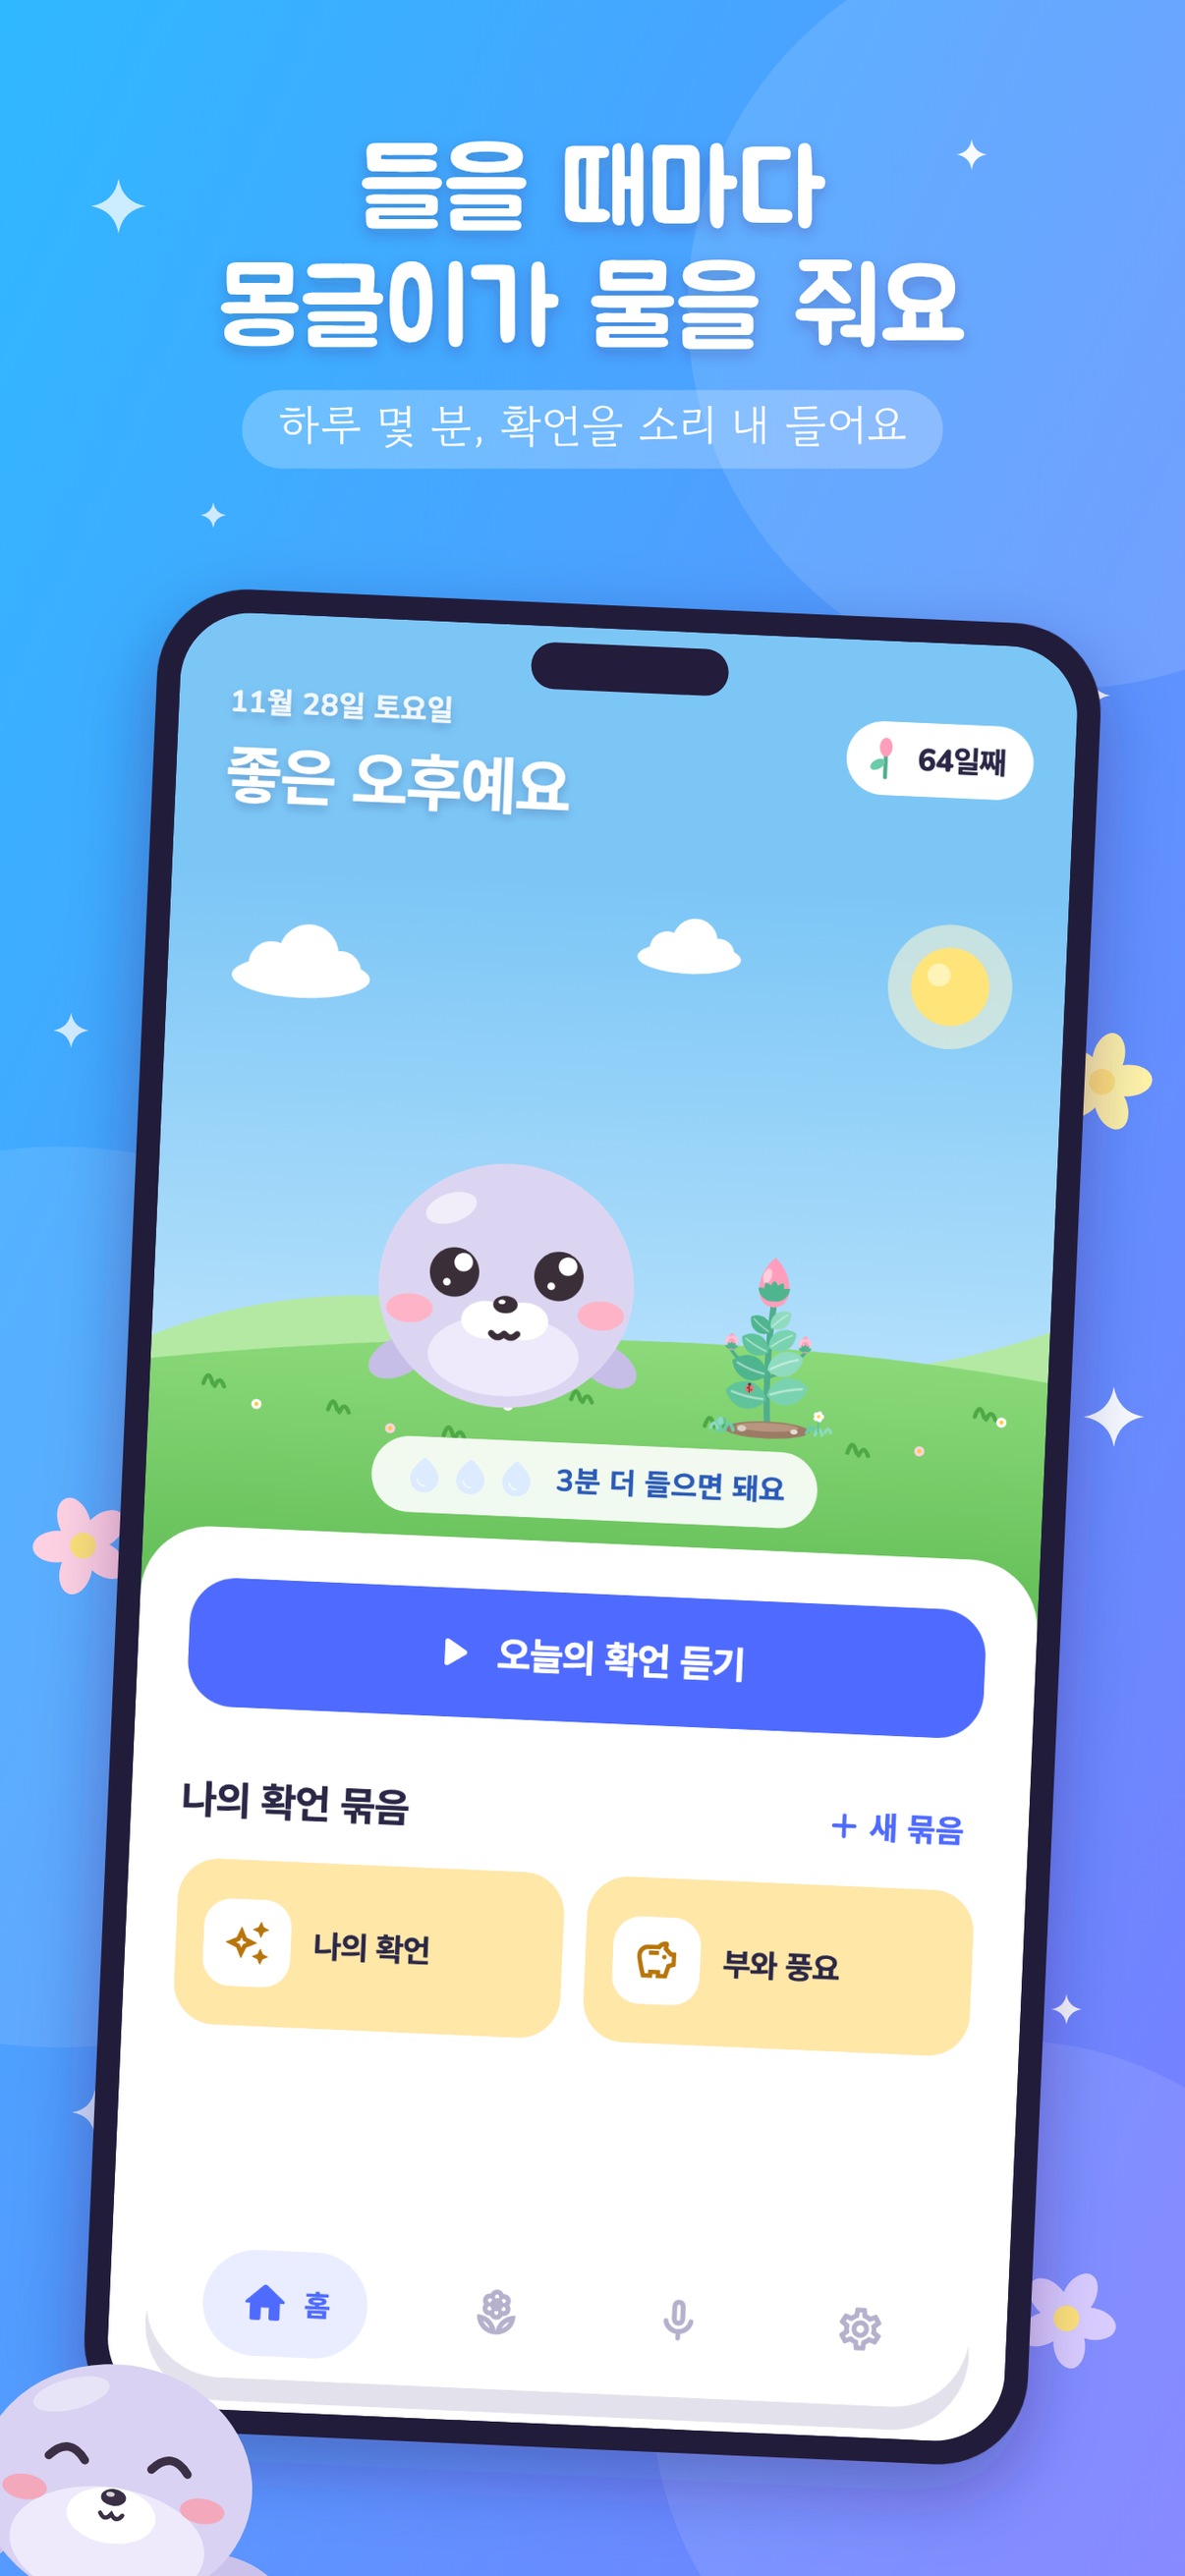 들을 때마다
몽글이가 물을 줘요
하루 몇 분, 확언을 소리 내 들어요
11월 28일 토요일
좋은 오후예요
64일째
3분 더 들으면 돼요
오늘의 확언 듣기
나의 확언 묶음
+ 새 묶음
나의 확언
부와 풍요
홈